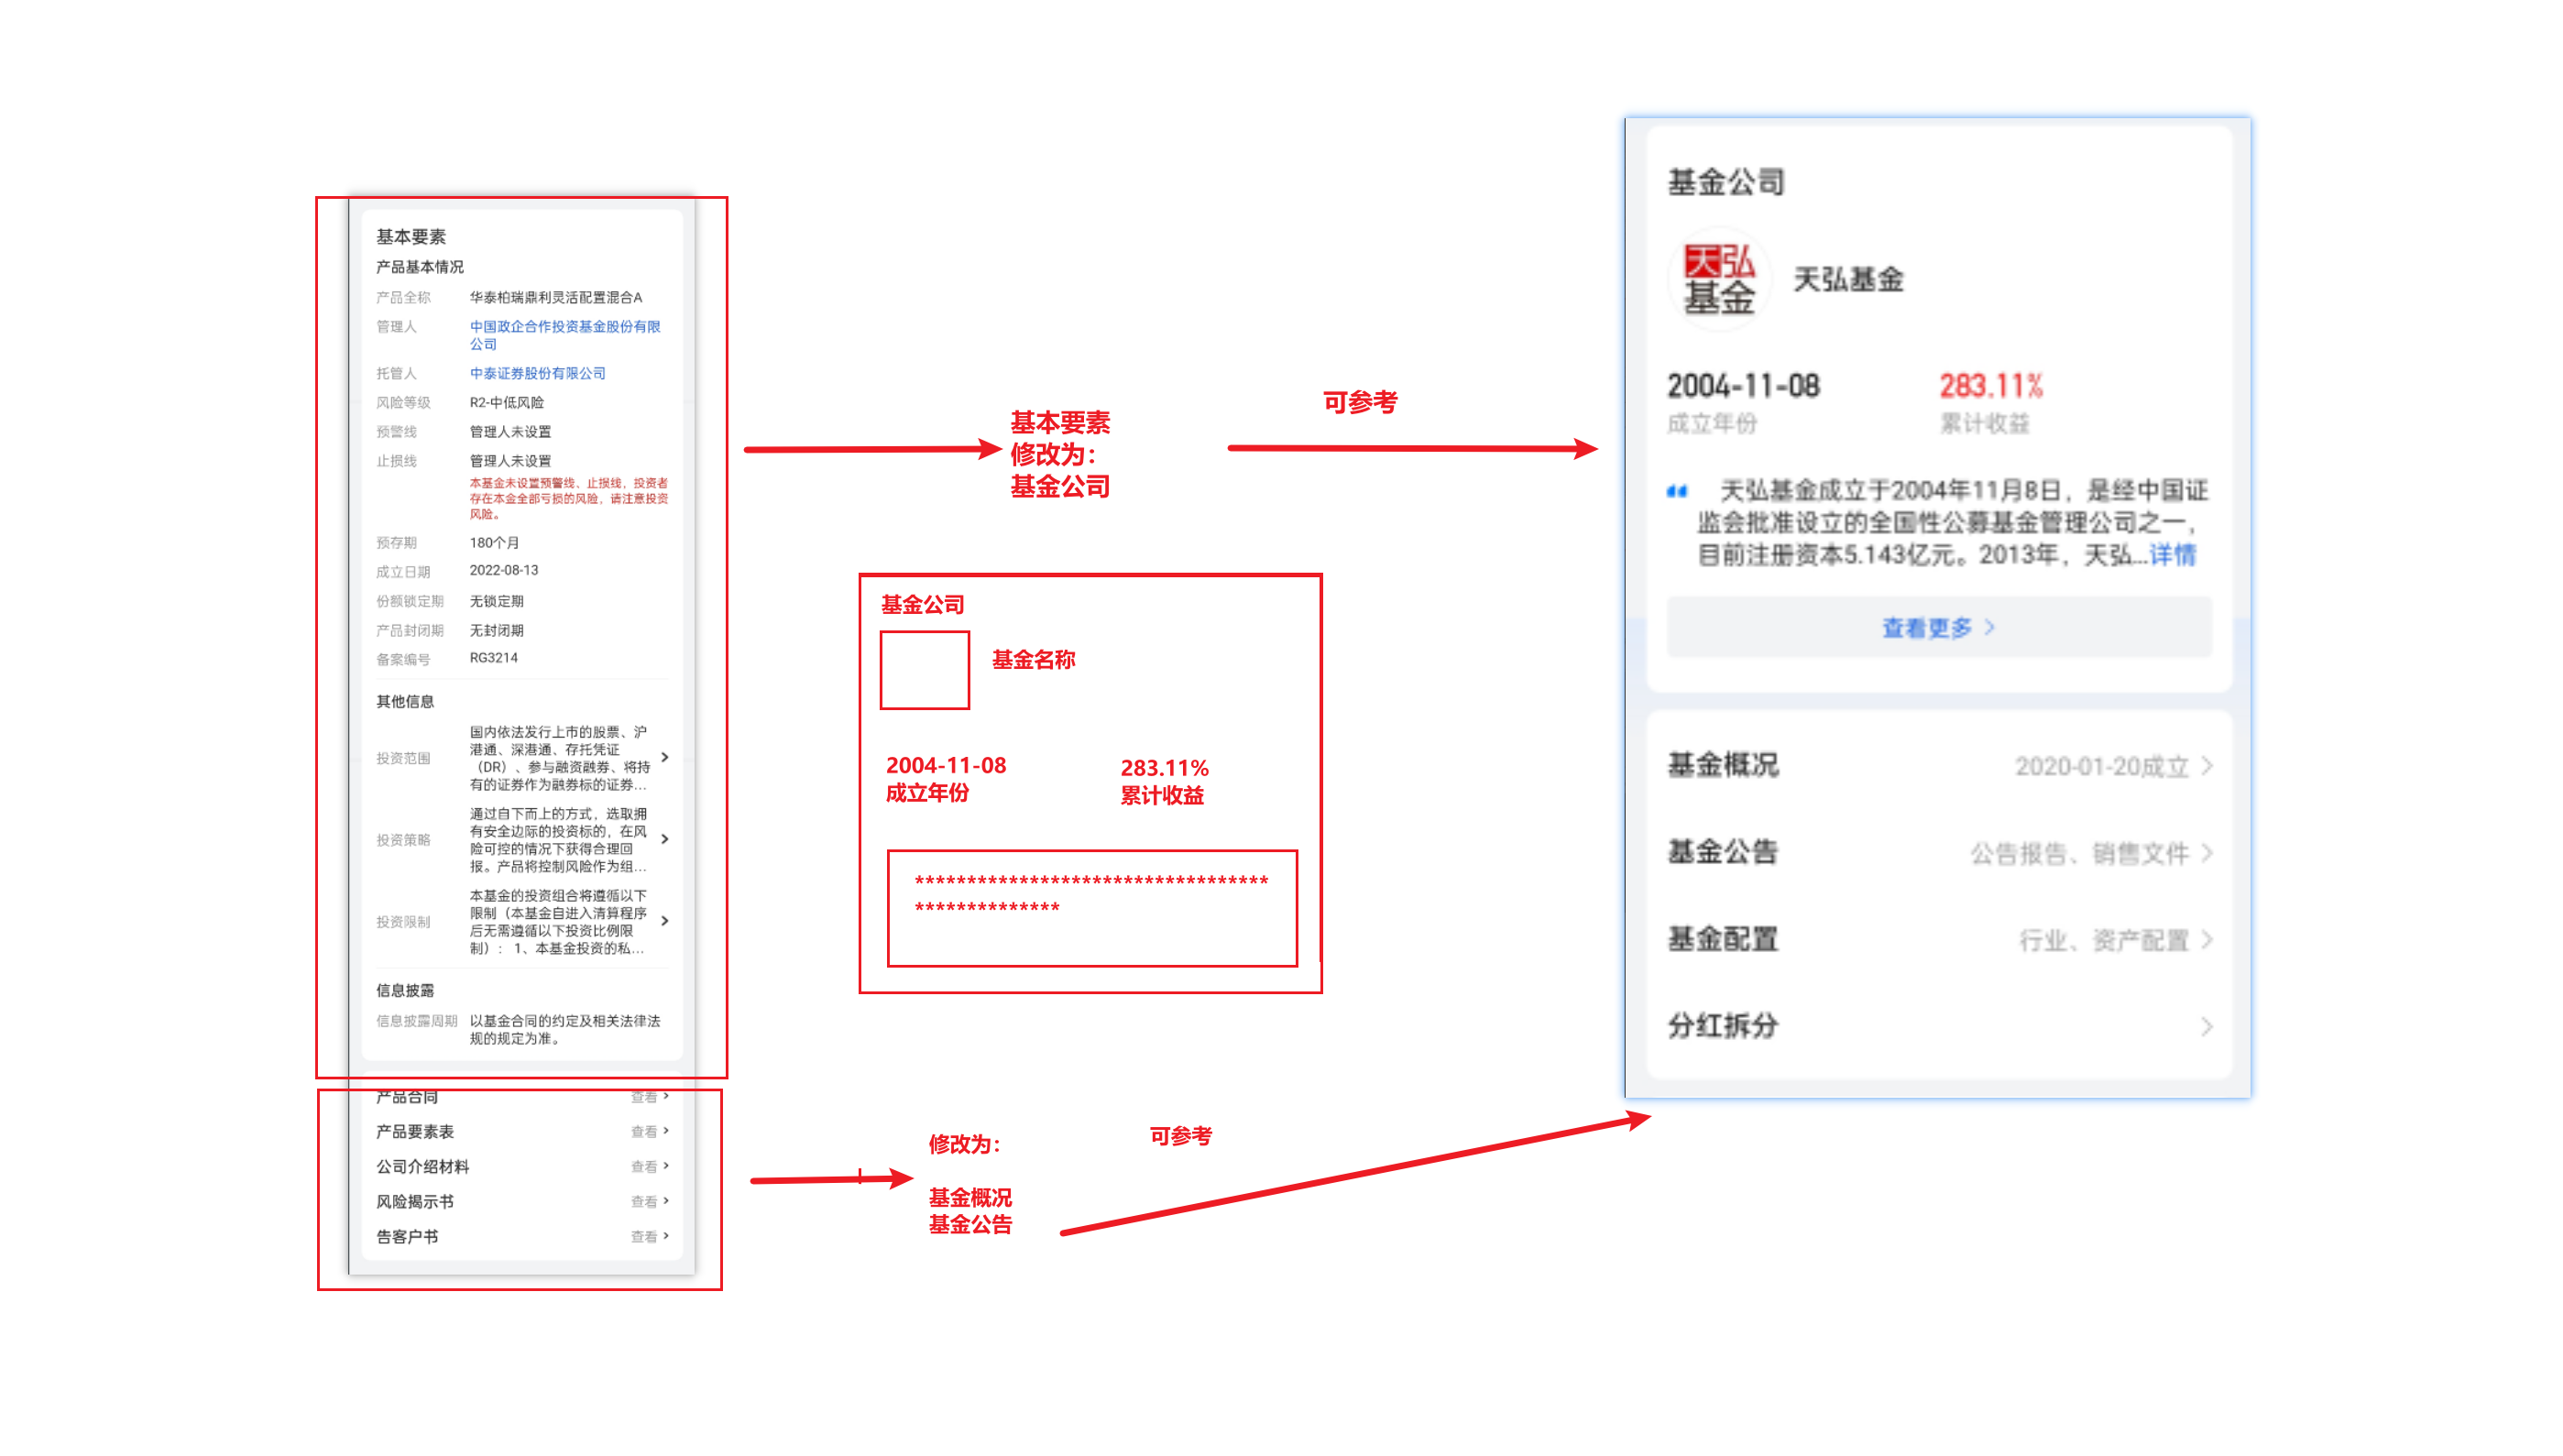 基本要素
产品基本情况
产品全称 华泰柏瑞鼎利灵活配置混合A
管理人 中国政企合作投资基金股份有限
公司
托管人 中泰证券股份有限公司
风险等级 R2-中低风险
预警线 管理人未设置
止损线 管理人未设置
本基金未设置预警线、止损线，投资者
存在本金全部亏损的风险，请注意投资
风险。
预存期 180个月
成立日期 2022-08-13
份额锁定期 无锁定期
产品封闭期 无封闭期
备案编号 RG3214
其他信息
投资范围
国内依法发行上市的股票、沪
港通、深港通、存托凭证
（DR）、参与融资融券、将持
有的证券作为融券标的证券...
投资策略
通过自下而上的方式，选取拥
有安全边际的投资标的，在风
险可控的情况下获得合理回
报。产品将控制风险作为组...
投资限制
本基金的投资组合将遵循以下
限制（本基金自进入清算程序
后无需遵循以下投资比例限
制）： 1、本基金投资的私...
信息披露
信息披露周期 以基金合同的约定及相关法律法
规的规定为准。
产品合同 查看
产品要素表 查看
公司介绍材料 查看
风险揭示书 查看
告客户书 查看
基本要素
修改为：
基金公司
可参考
基金公司
基金名称
2004-11-08
成立年份
283.11%
累计收益
**********************************
**************
修改为：
基金概况
基金公告
可参考
基金公司
天弘
基金
天弘基金
2004-11-08 283.11%
成立年份 累计收益
天弘基金成立于2004年11月8日，是经中国证
监会批准设立的全国性公募基金管理公司之一，
目前注册资本5.143亿元。2013年，天弘...详情
查看更多
基金概况 2020-01-20成立
基金公告 公告报告、销售文件
基金配置 行业、资产配置
分红拆分